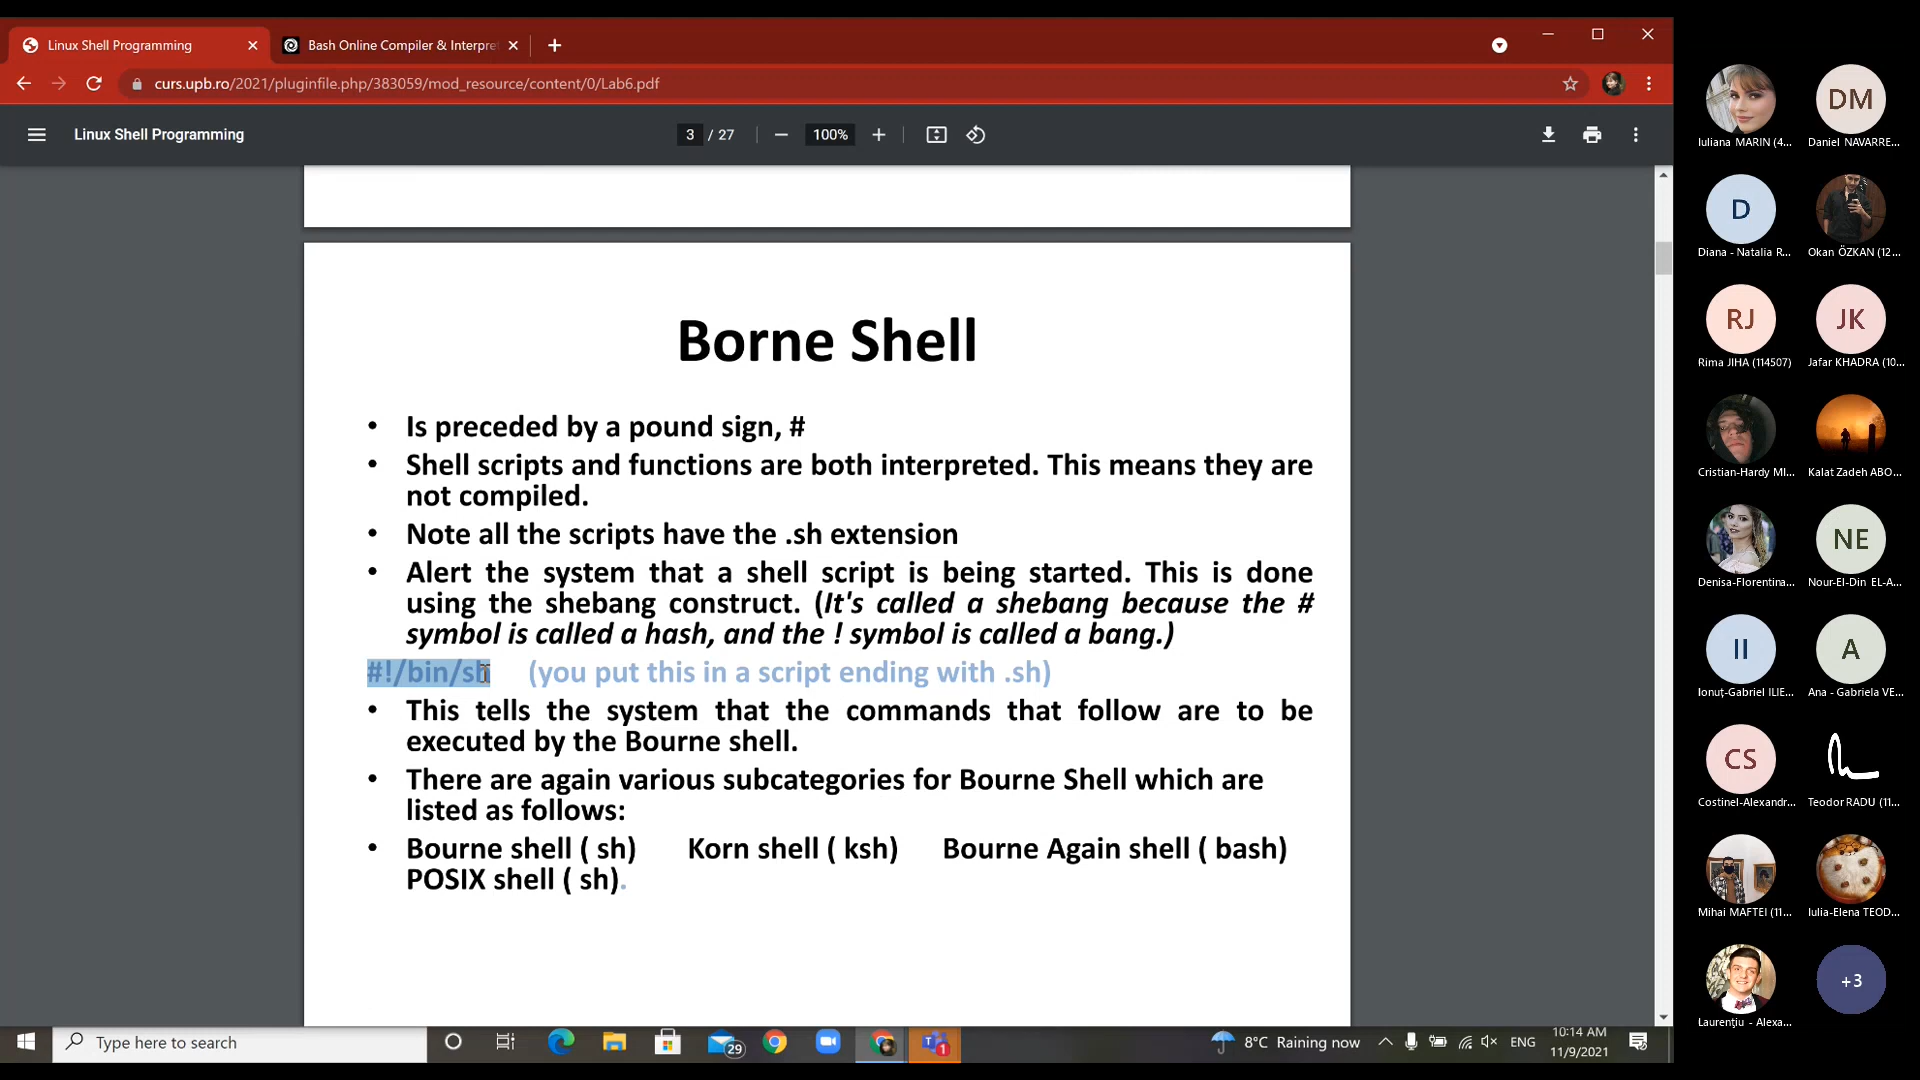 Linux Shell Programming
Bash Online Compiler & Interpre
curs.upb.ro/2021/pluginfile.php/383059/mod_resource/content/0/Lab6.pdf
Linux Shell Programming
3 / 27
100%
Borne Shell
• Is preceded by a pound sign, #
• Shell scripts and functions are both interpreted. This means they are
not compiled.
• Note all the scripts have the .sh extension
• Alert the system that a shell script is being started. This is done
using the shebang construct. (It's called a shebang because the #
symbol is called a hash, and the ! symbol is called a bang.)
#!/bin/sh (you put this in a script ending with .sh)
• This tells the system that the commands that follow are to be
executed by the Bourne shell.
• There are again various subcategories for Bourne Shell which are
listed as follows:
• Bourne shell ( sh) Korn shell ( ksh) Bourne Again shell ( bash)
POSIX shell ( sh).
DM
Iuliana MARIN (4... Daniel NAVARRE...
D
Diana - Natalia R... Okan ÖZKAN (12...
RJ JK
Rima JIHA (114507) Jafar KHADRA (10...
Cristian-Hardy MI... Kalat Zadeh ABO...
NE
Denisa-Florentina... Nour-El-Din EL-A...
II A
Ionuț-Gabriel ILIE... Ana - Gabriela VE...
CS
Costinel-Alexandr... Teodor RADU (11...
Mihai MAFTEI (11... Iulia-Elena TEOD...
+3
Laurențiu - Alexa...
Type here to search
29
1
8°C Raining now
ENG
10:14 AM
11/9/2021